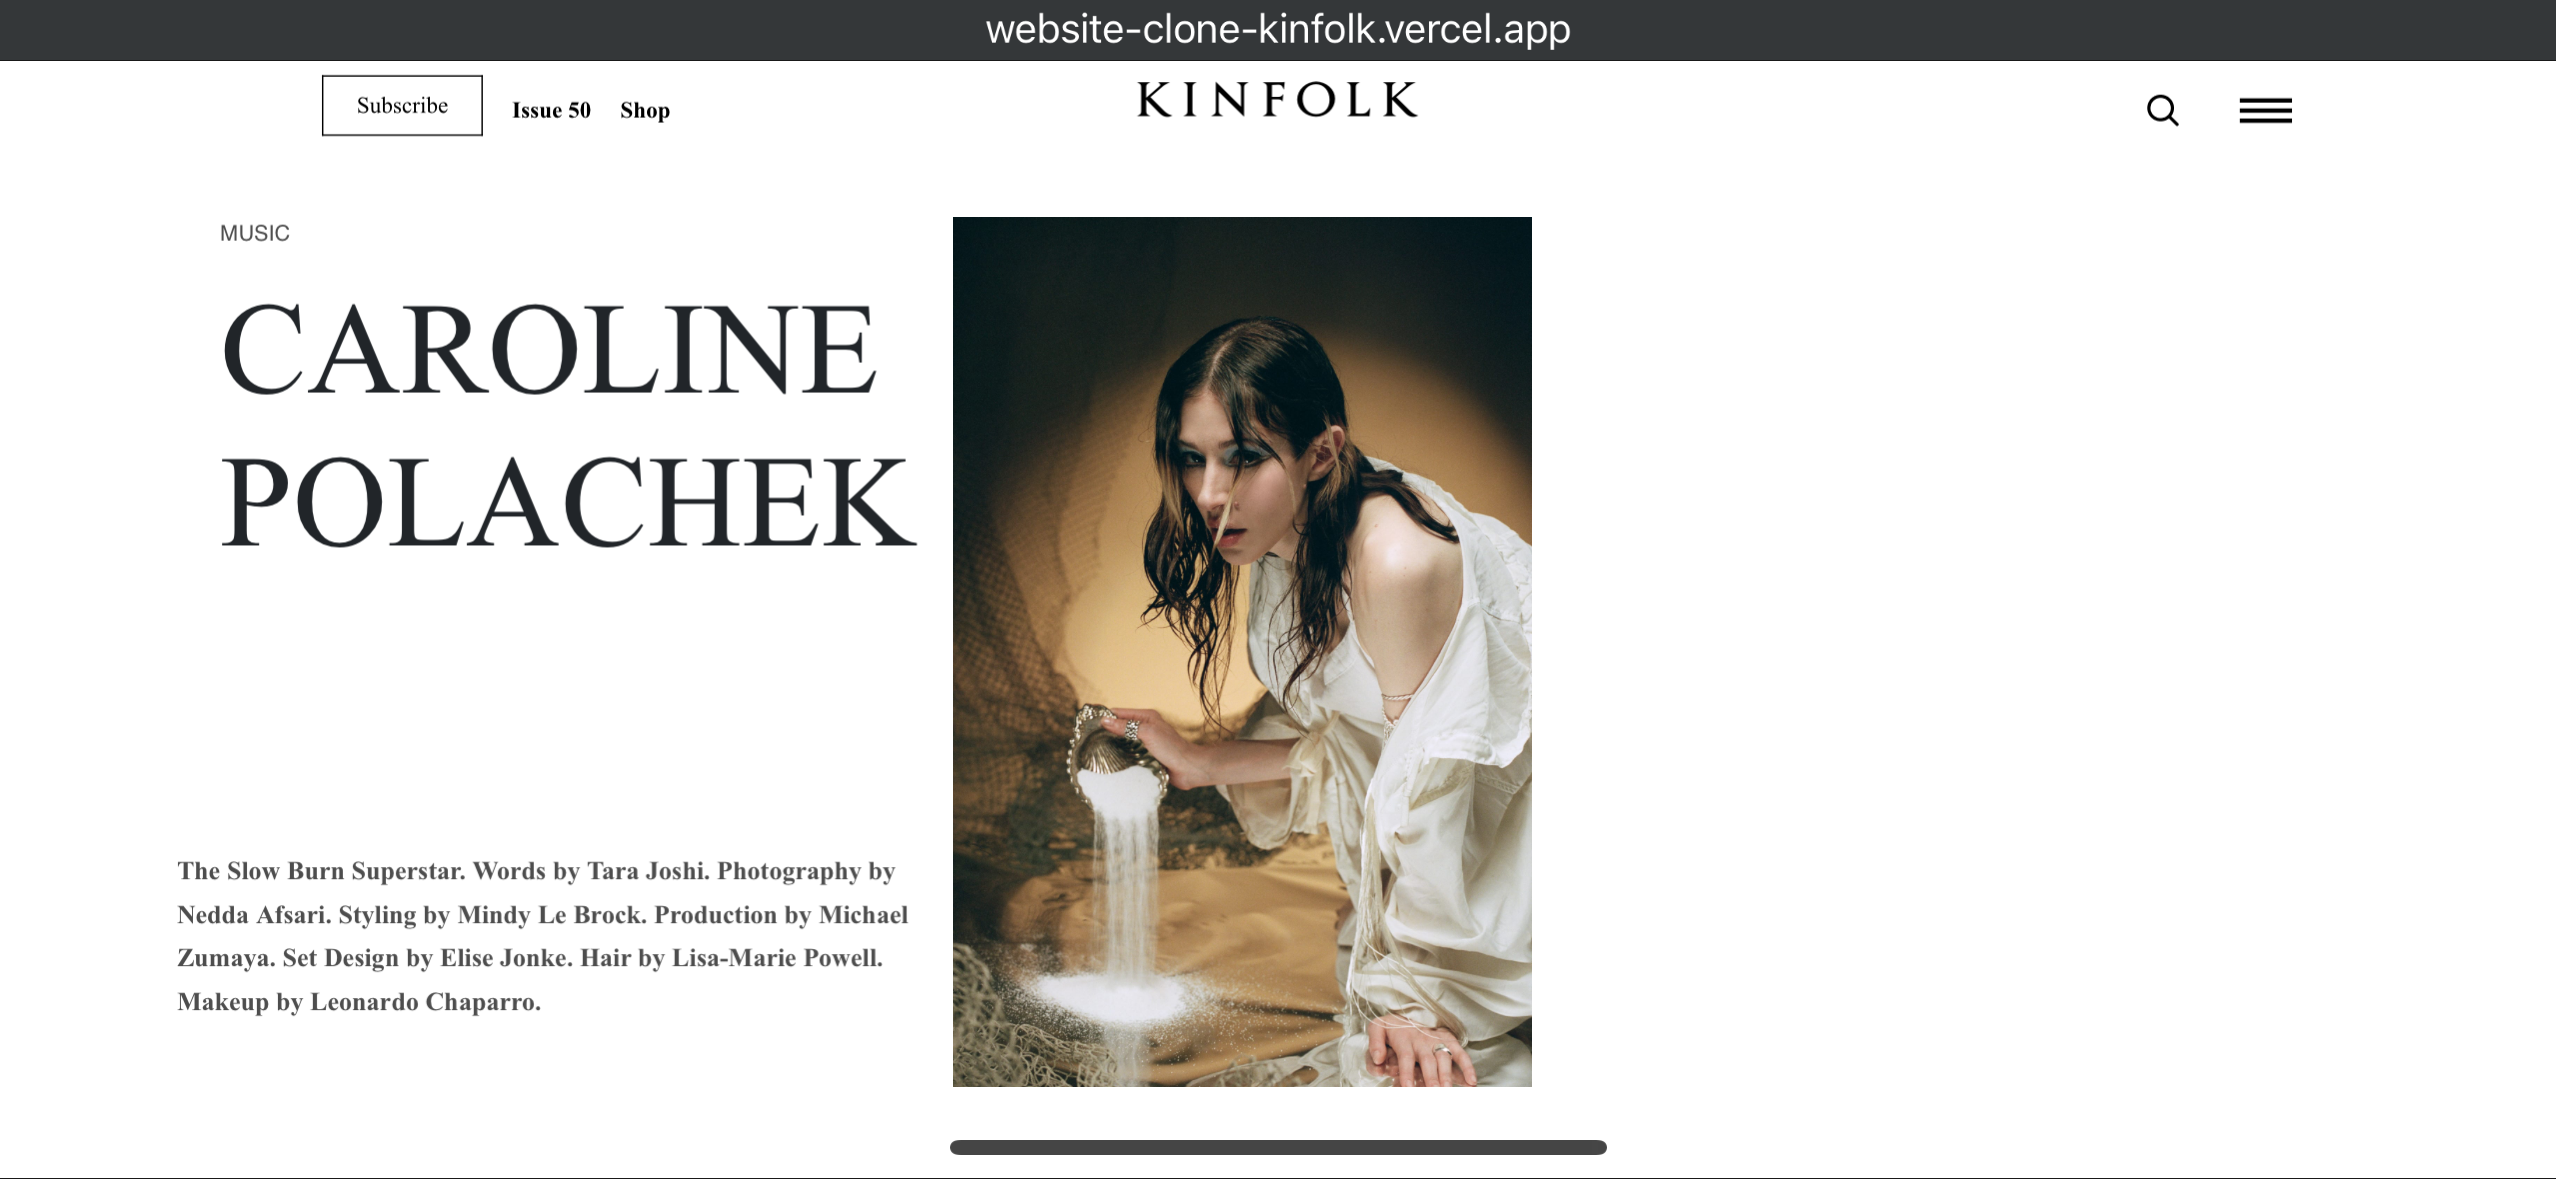 website-clone-kinfolk.vercel.app
Subscribe
Issue 50
Shop
KINFOLK
MUSIC
CAROLINE
POLACHEK
The Slow Burn Superstar. Words by Tara Joshi. Photography by
Nedda Afsari. Styling by Mindy Le Brock. Production by Michael
Zumaya. Set Design by Elise Jonke. Hair by Lisa-Marie Powell.
Makeup by Leonardo Chaparro.